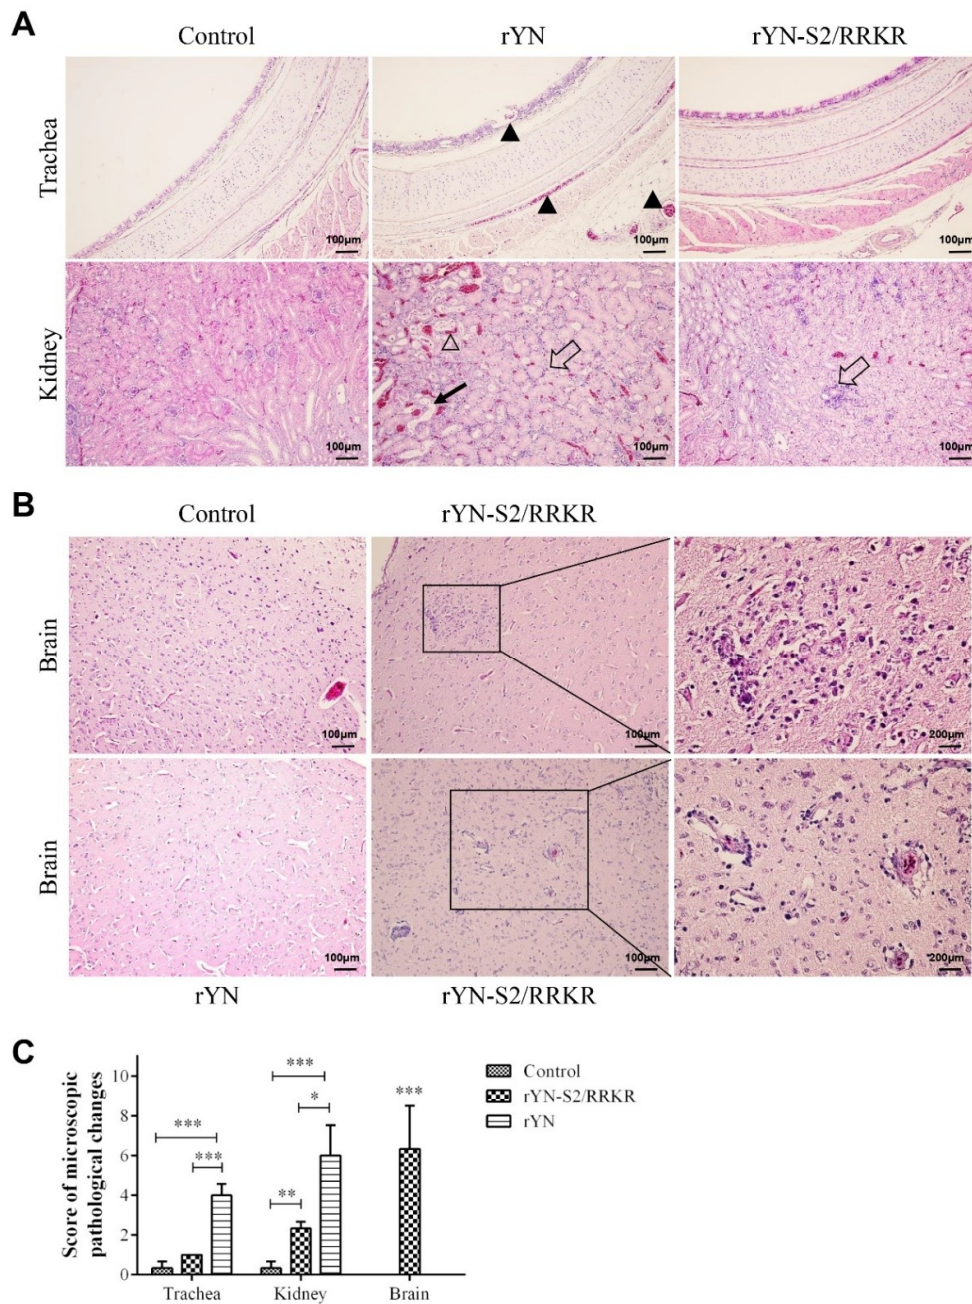 A
Control rYN rYN-S2/RRKR
Trachea
100μm 100μm 100μm
Kidney
100μm 100μm 100μm
B
Control rYN-S2/RRKR
Brain
100μm 100μm 200μm
Brain
100μm 100μm 200μm
rYN rYN-S2/RRKR
C
Score of microscopic
pathological changes
10
8
6
4
2
0
*** ***
*** * **
***
Trachea Kidney Brain
Control
rYN-S2/RRKR
rYN